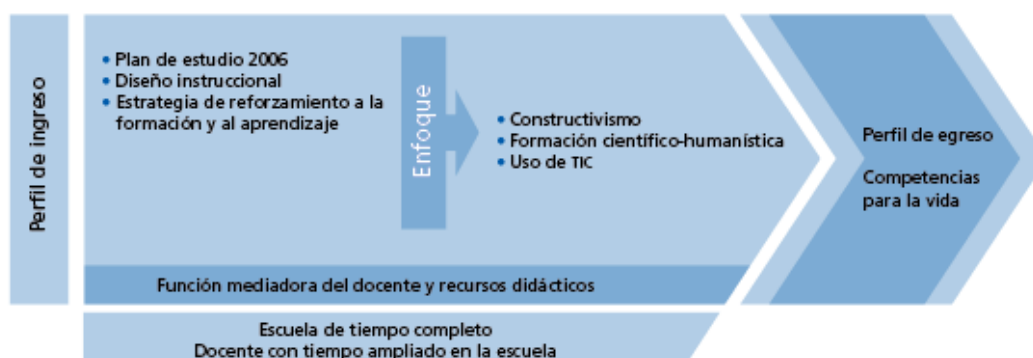 Perfil de ingreso
• Plan de estudio 2006
• Diseño instruccional
• Estrategia de reforzamiento a la
formación y al aprendizaje
Enfoque
• Constructivismo
• Formación científico-humanística
• Uso de TIC
Perfil de egreso
Competencias
para la vida
Función mediadora del docente y recursos didácticos
Escuela de tiempo completo
Docente con tiempo ampliado en la escuela